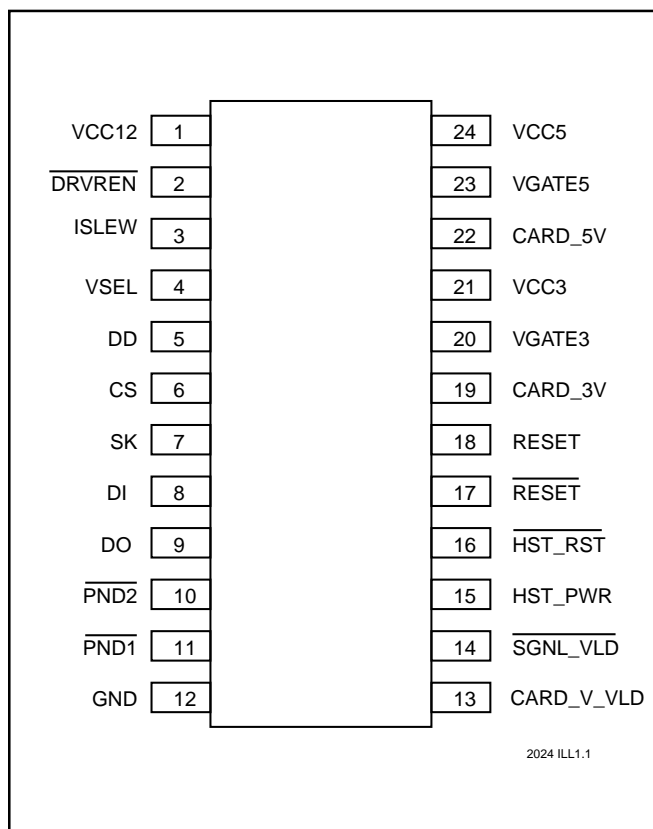 VCC12 1 24 VCC5
DRVREN 2 23 VGATE5
ISLEW 3 22 CARD_5V
VSEL 4 21 VCC3
DD 5 20 VGATE3
CS 6 19 CARD_3V
SK 7 18 RESET
DI 8 17 RESET
DO 9 16 HST_RST
PND2 10 15 HST_PWR
PND1 11 14 SGNL_VLD
GND 12 13 CARD_V_VLD
2024 ILL1.1